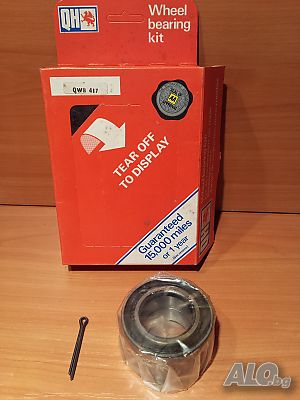 QH
Wheel
bearing
kit
QWB 417
TEAR OFF
TO DISPLAY
Guaranteed
15,000 miles
or 1 year
QH
ALO.bg